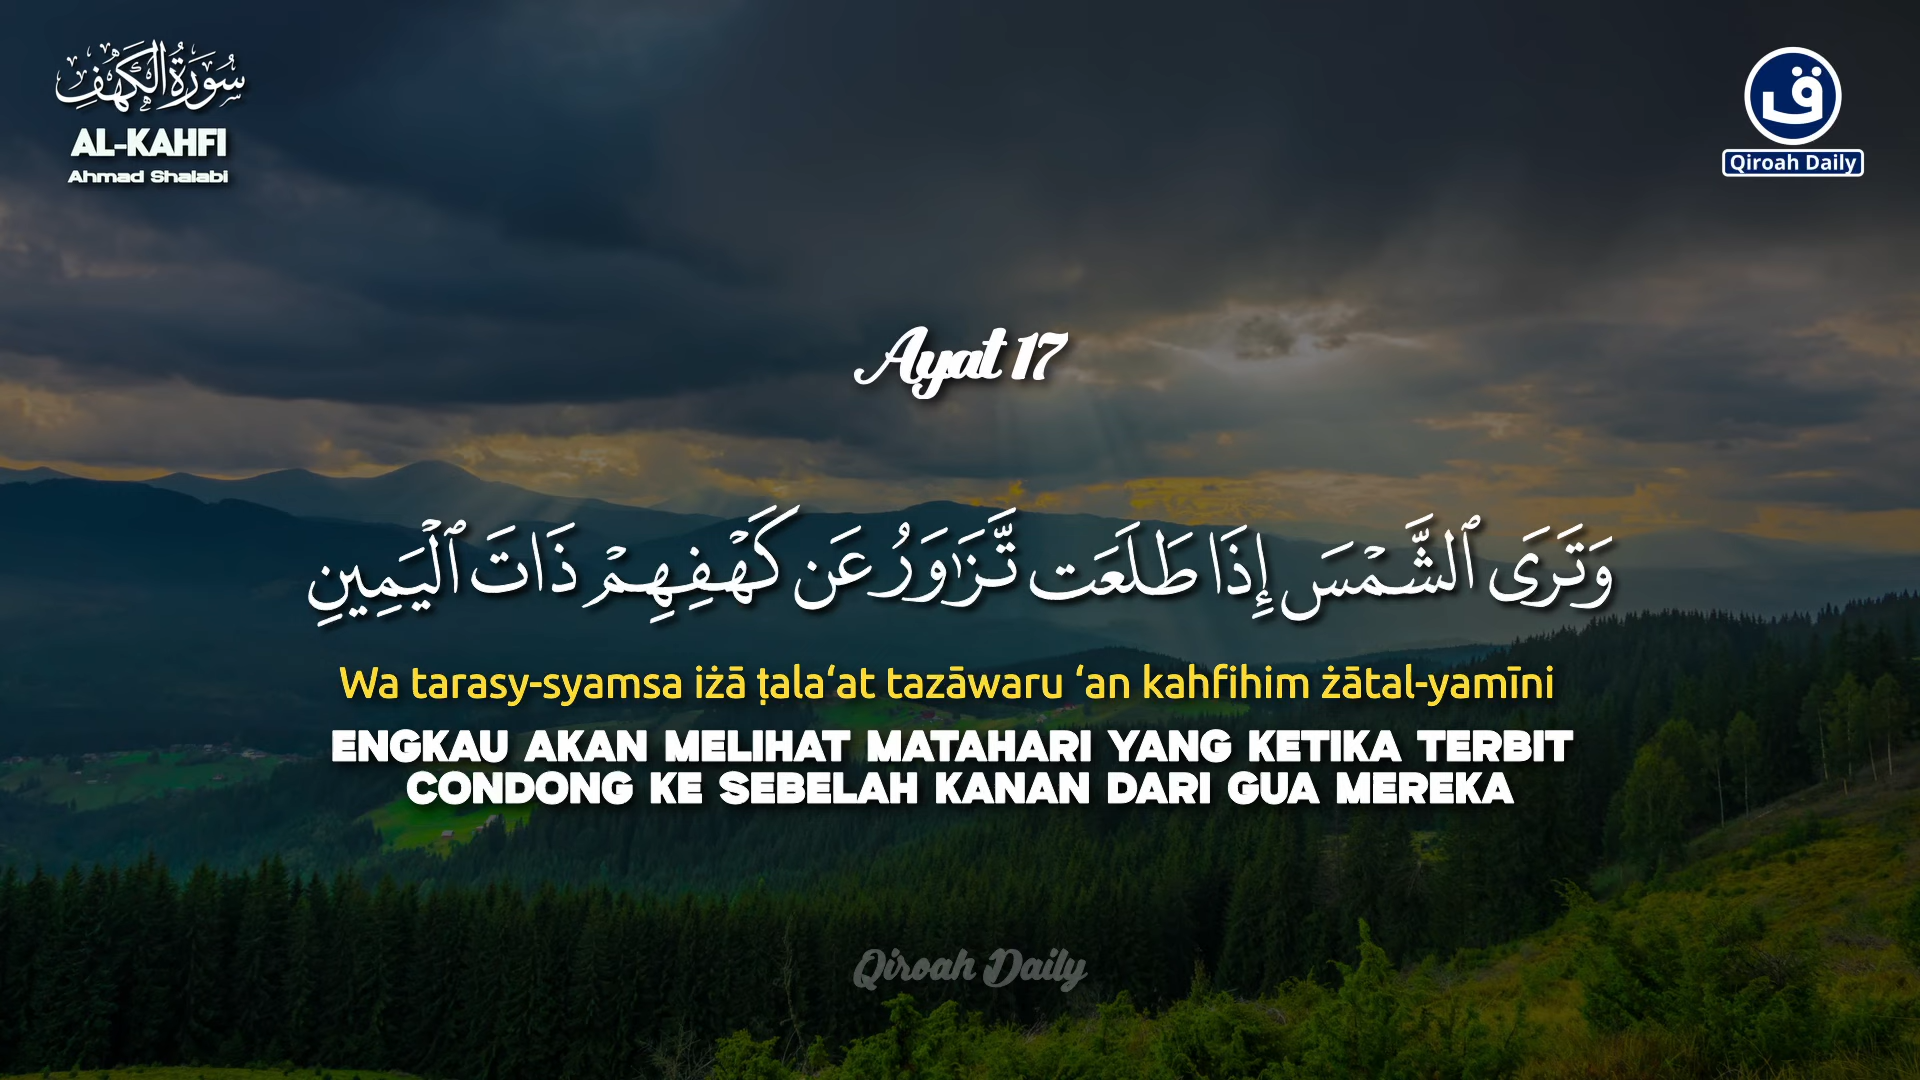 سُورَةُ الْكَهْفِ
AL-KAHFI
Ahmad Shalabi
ق
Qiroah Daily
Ayat 17
وَتَرَى ٱلشَّمْسَ إِذَا طَلَعَت تَّزَٰوَرُ عَن كَهْفِهِمْ ذَاتَ ٱلْيَمِينِ
Wa tarasy-syamsa iżā ṭala‘at tazāwaru ‘an kahfihim żātal-yamīni
ENGKAU AKAN MELIHAT MATAHARI YANG KETIKA TERBIT
CONDONG KE SEBELAH KANAN DARI GUA MEREKA
Qiroah Daily